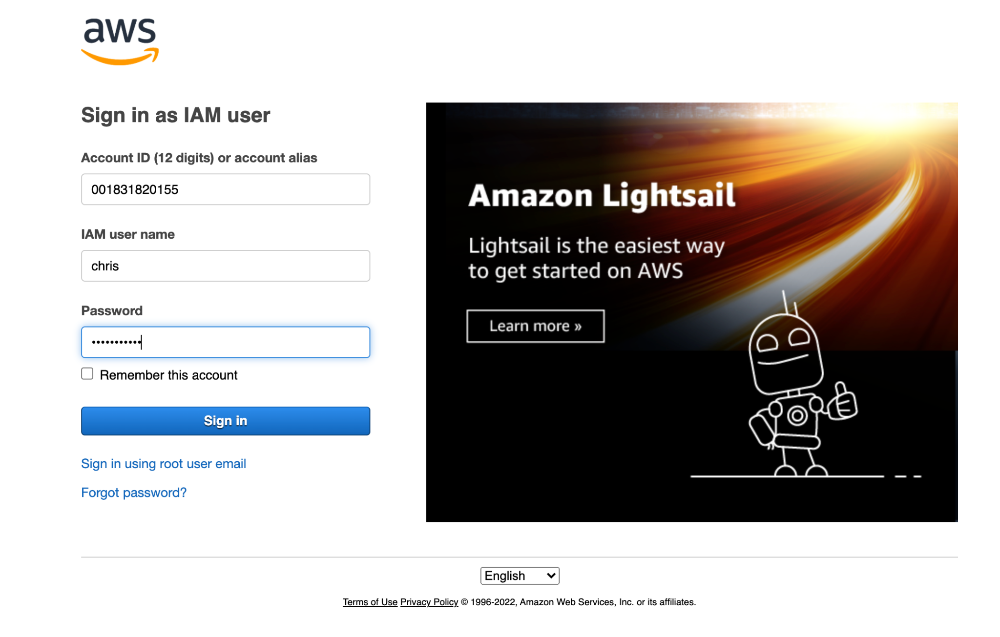 aws
Sign in as IAM user
Account ID (12 digits) or account alias
001831820155
IAM user name
chris
Password
•••••••••••
Remember this account
Sign in
Sign in using root user email
Forgot password?
Amazon Lightsail
Lightsail is the easiest way
to get started on AWS
Learn more »
English
Terms of Use Privacy Policy © 1996-2022, Amazon Web Services, Inc. or its affiliates.